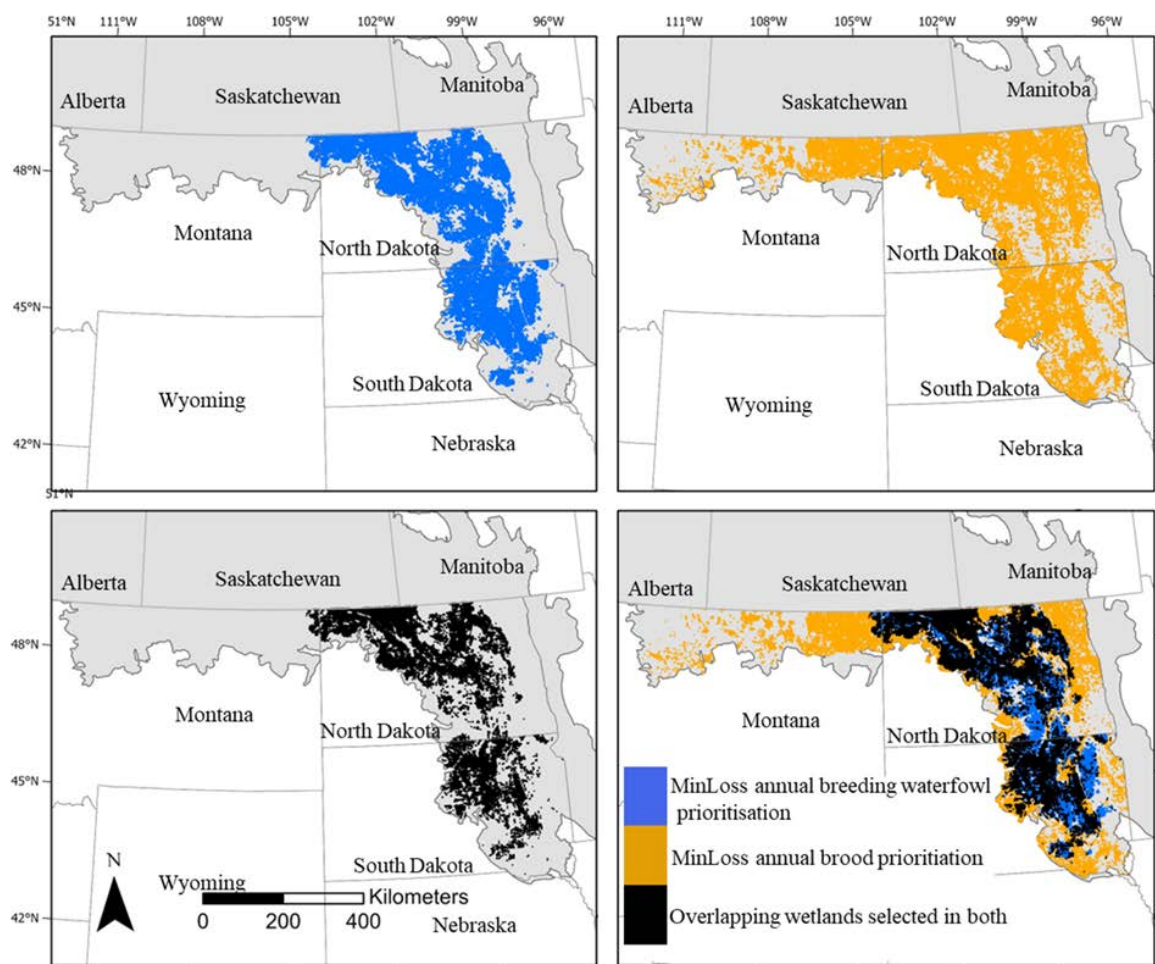 51°N 111°W 108°W 105°W 102°W 99°W 96°W
111°W 108°W 105°W 102°W 99°W 96°W
Alberta Saskatchewan Manitoba
48°N
Montana
North Dakota
45°N
Wyoming
South Dakota
42°N
Nebraska
Alberta Saskatchewan Manitoba
Montana
North Dakota
South Dakota
Wyoming
Nebraska
51°N
Alberta Saskatchewan Manitoba
48°N
Montana
North Dakota
45°N
N
South Dakota
Wyoming
Kilometers
0 200 400
42°N
Nebraska
Alberta Saskatchewan Manitoba
Montana
North Dakota
MinLoss annual breeding waterfowl
prioritisation
MinLoss annual brood prioritiation
Overlapping wetlands selected in both